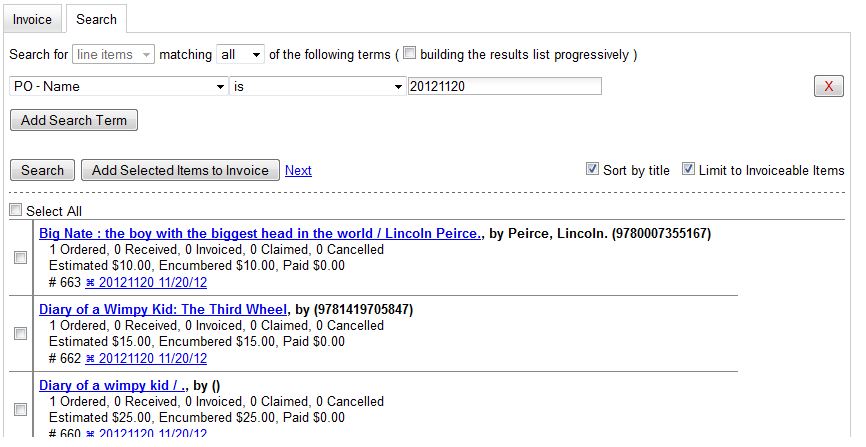 Invoice Search
Search for line items matching all of the following terms ( building the results list progressively )
PO - Name is 20121120 X
Add Search Term
Search Add Selected Items to Invoice Next Sort by title Limit to Invoiceable Items
Select All
Big Nate : the boy with the biggest head in the world / Lincoln Peirce., by Peirce, Lincoln. (9780007355167)
1 Ordered, 0 Received, 0 Invoiced, 0 Claimed, 0 Cancelled
Estimated $10.00, Encumbered $10.00, Paid $0.00
# 663 ⌘ 20121120 11/20/12
Diary of a Wimpy Kid: The Third Wheel, by (9781419705847)
1 Ordered, 0 Received, 0 Invoiced, 0 Claimed, 0 Cancelled
Estimated $15.00, Encumbered $15.00, Paid $0.00
# 662 ⌘ 20121120 11/20/12
Diary of a wimpy kid / ., by ()
1 Ordered, 0 Received, 0 Invoiced, 0 Claimed, 0 Cancelled
Estimated $25.00, Encumbered $25.00, Paid $0.00
# 660 ⌘ 20121120 11/20/12